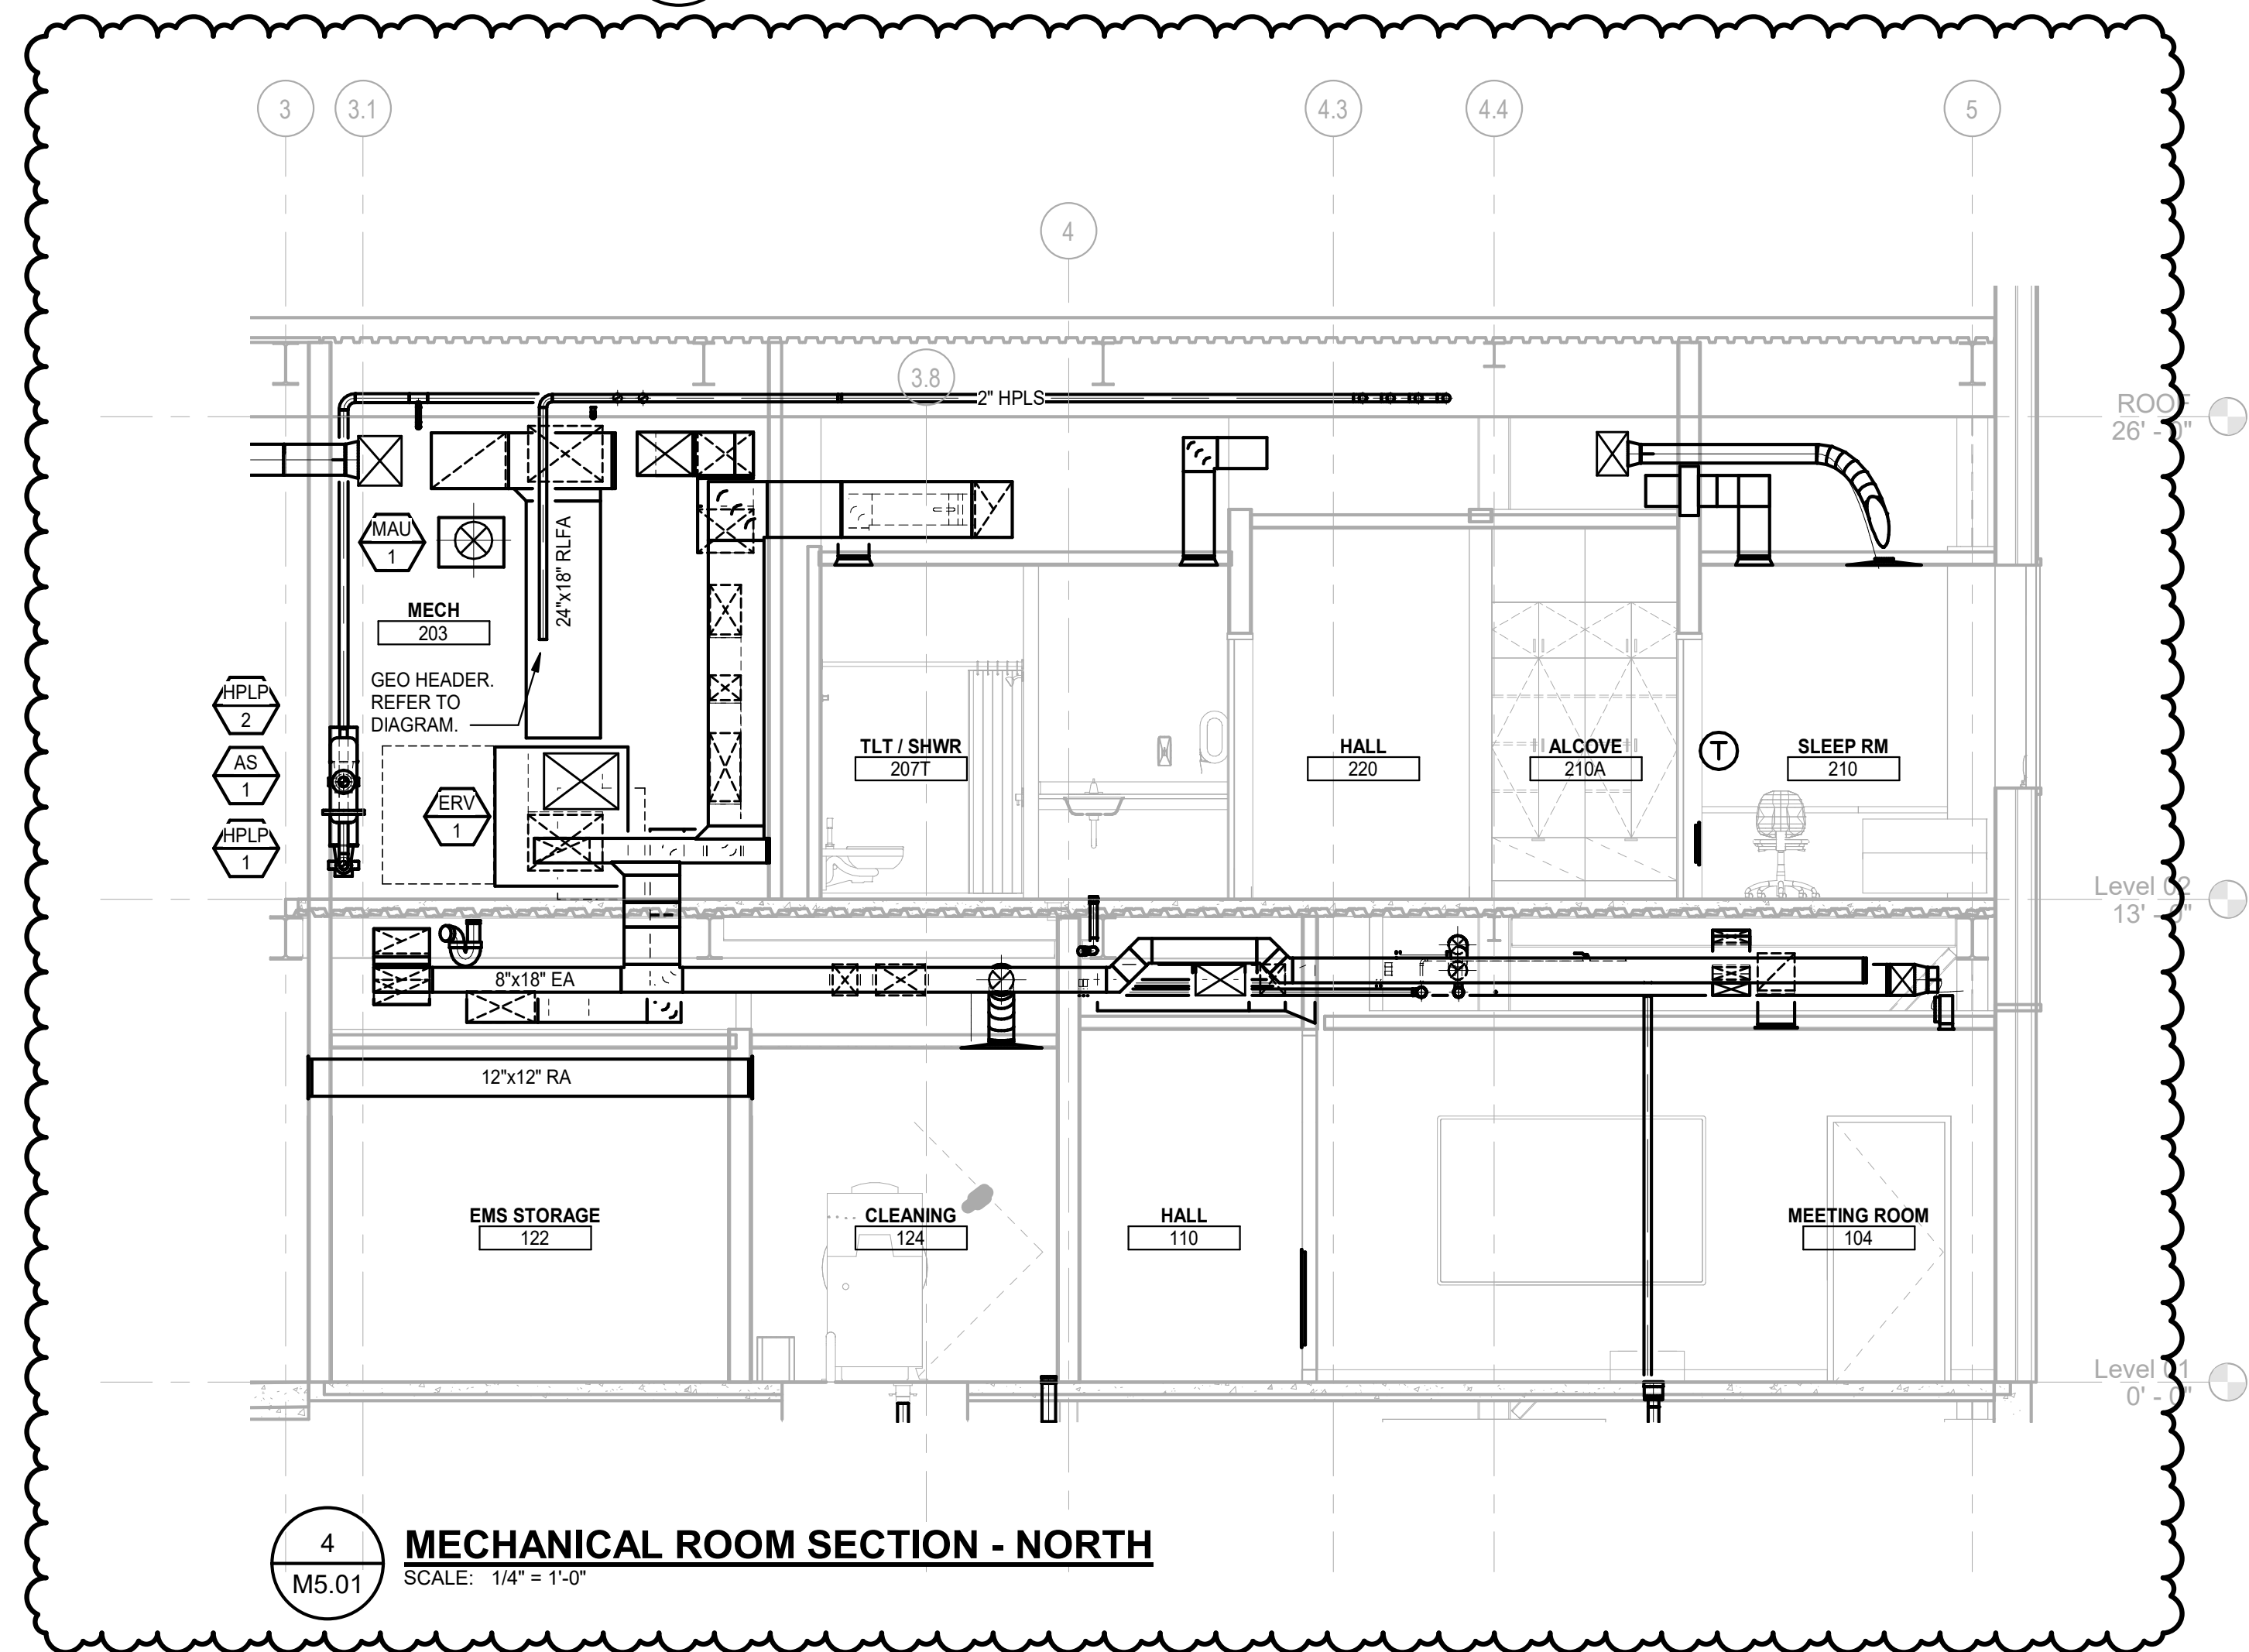 3
3.1
4.3
4.4
5
4
3.8
2" HPLS
ROOF
26' - 0"
MAU
1
24"x18" RLFA
MECH
203
GEO HEADER.
REFER TO
DIAGRAM.
HPLP
2
AS
1
HPLP
1
ERV
1
TLT / SHWR
207T
HALL
220
ALCOVE
210A
T
SLEEP RM
210
Level 02
13' - 0"
8"x18" EA
12"x12" RA
EMS STORAGE
122
CLEANING
124
HALL
110
MEETING ROOM
104
Level 01
0' - 0"
4
M5.01
MECHANICAL ROOM SECTION - NORTH
SCALE: 1/4" = 1'-0"